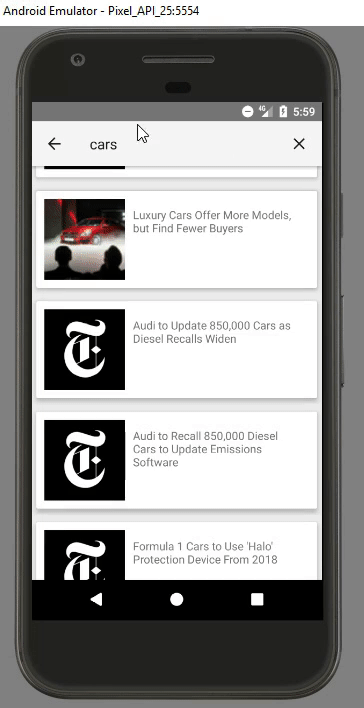 Android Emulator - Pixel_API_25:5554
4G
5:59
cars
Luxury Cars Offer More Models,
but Find Fewer Buyers
T
Audi to Update 850,000 Cars as
Diesel Recalls Widen
T
Audi to Recall 850,000 Diesel
Cars to Update Emissions
Software
T
Formula 1 Cars to Use 'Halo'
Protection Device From 2018